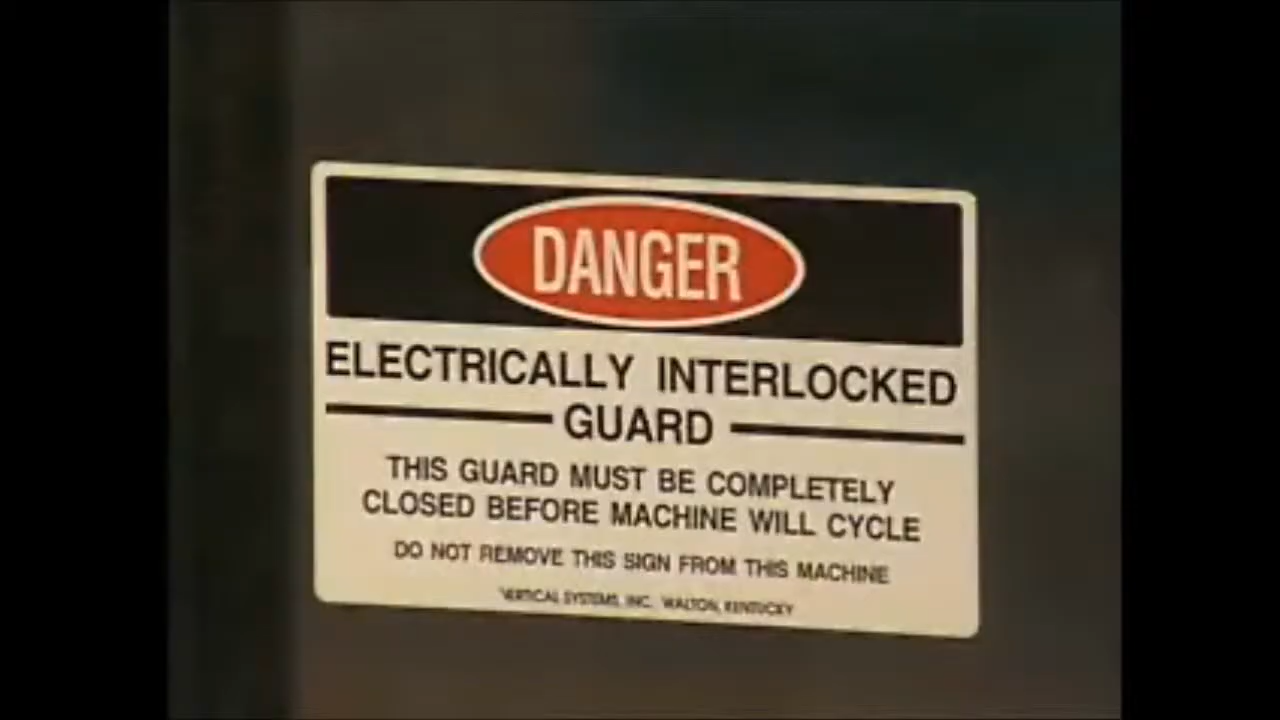 DANGER
ELECTRICALLY INTERLOCKED
GUARD
THIS GUARD MUST BE COMPLETELY
CLOSED BEFORE MACHINE WILL CYCLE
DO NOT REMOVE THIS SIGN FROM THIS MACHINE
VERTICAL SYSTEMS, INC. WALTON, KENTUCKY